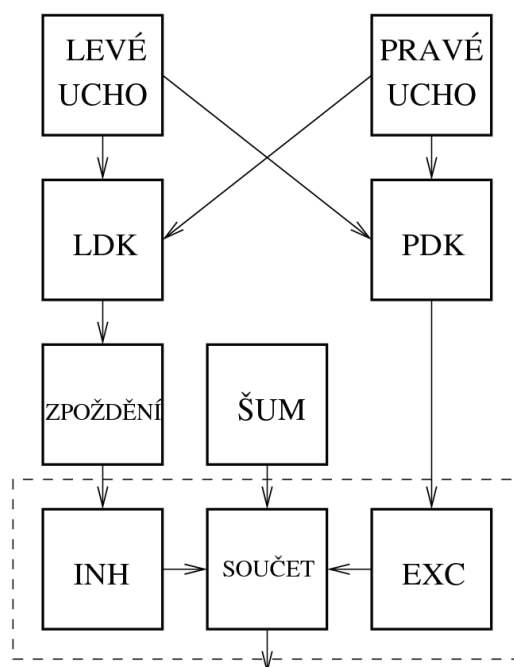 LEVÉ
UCHO
PRAVÉ
UCHO
LDK
PDK
ZPOŽDĚNÍ
ŠUM
INH
SOUČET
EXC